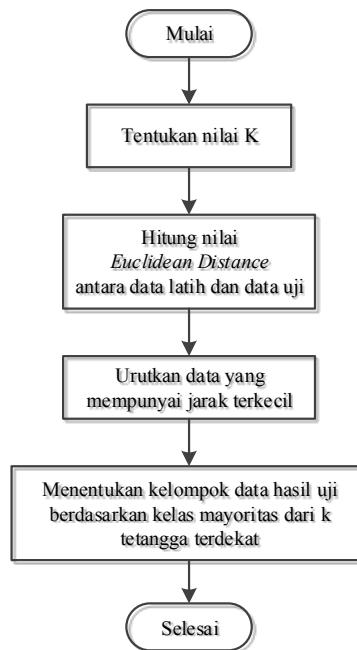 Mulai
Tentukan nilai K
Hitung nilai
Euclidean Distance
antara data latih dan data uji
Urutkan data yang
mempunyai jarak terkecil
Menentukan kelompok data hasil uji
berdasarkan kelas mayoritas dari k
tetangga terdekat
Selesai